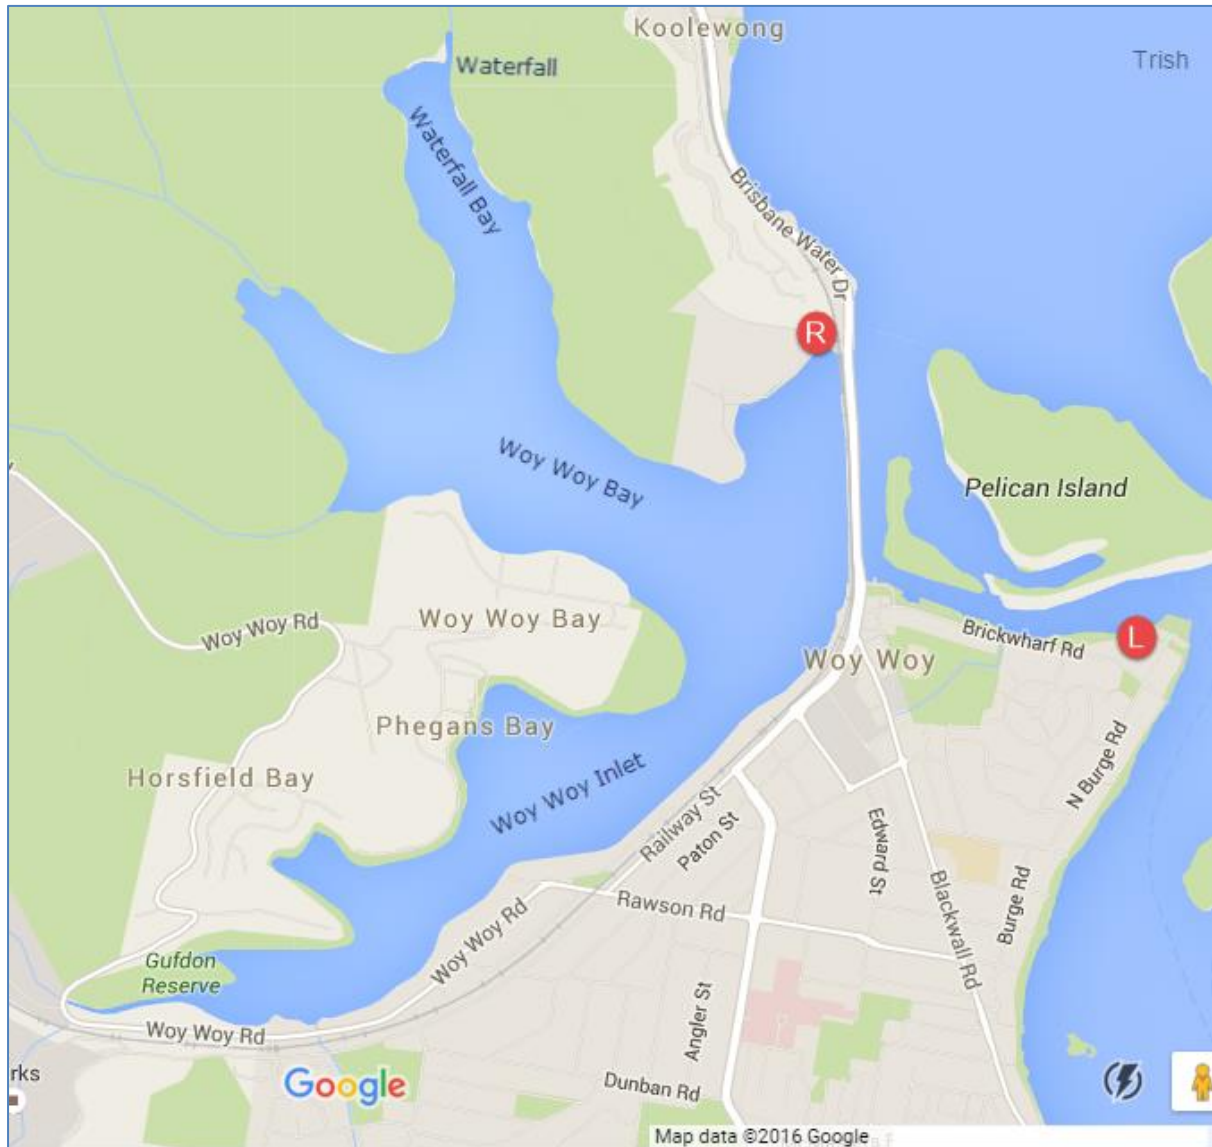 Koolewong
Trish
Waterfall
Waterfall Bay
Brisbane Water Dr
R
Woy Woy Bay
Pelican Island
Woy Woy Rd
Woy Woy Bay
Brickwharf Rd
L
Woy Woy
Phegans Bay
N Burge Rd
Horsfield Bay
Woy Woy Inlet
Railway St
Paton St
Edward St
Rawson Rd
Blackwall Rd
Burge Rd
Woy Woy Rd
Gufdon
Reserve
Woy Woy Rd
Angler St
rks
Google
Dunban Rd
Map data ©2016 Google